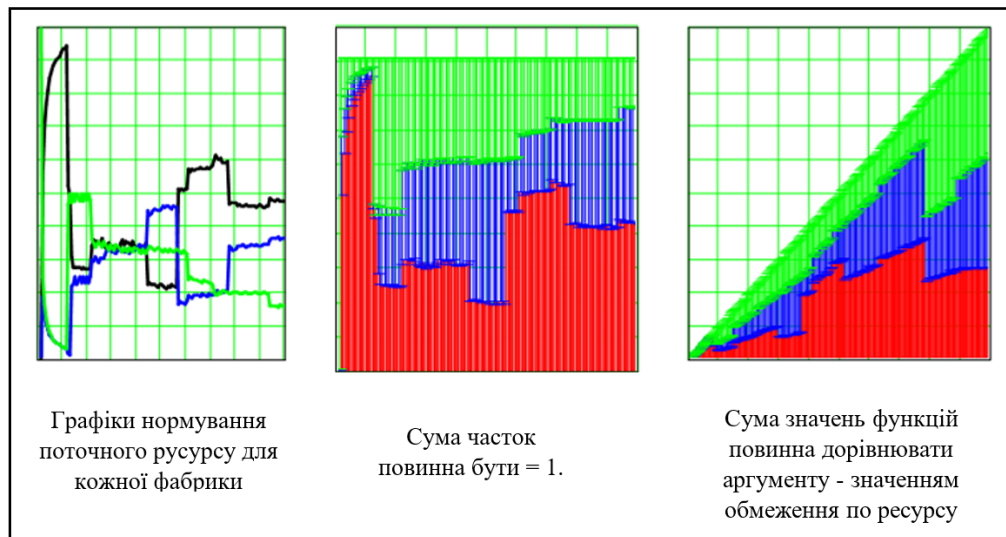 Графіки нормування
поточного русурсу для
кожної фабрики
Сума часток
повинна бути = 1.
Сума значень функцій
повинна дорівнювати
аргументу - значенням
обмеження по ресурсу